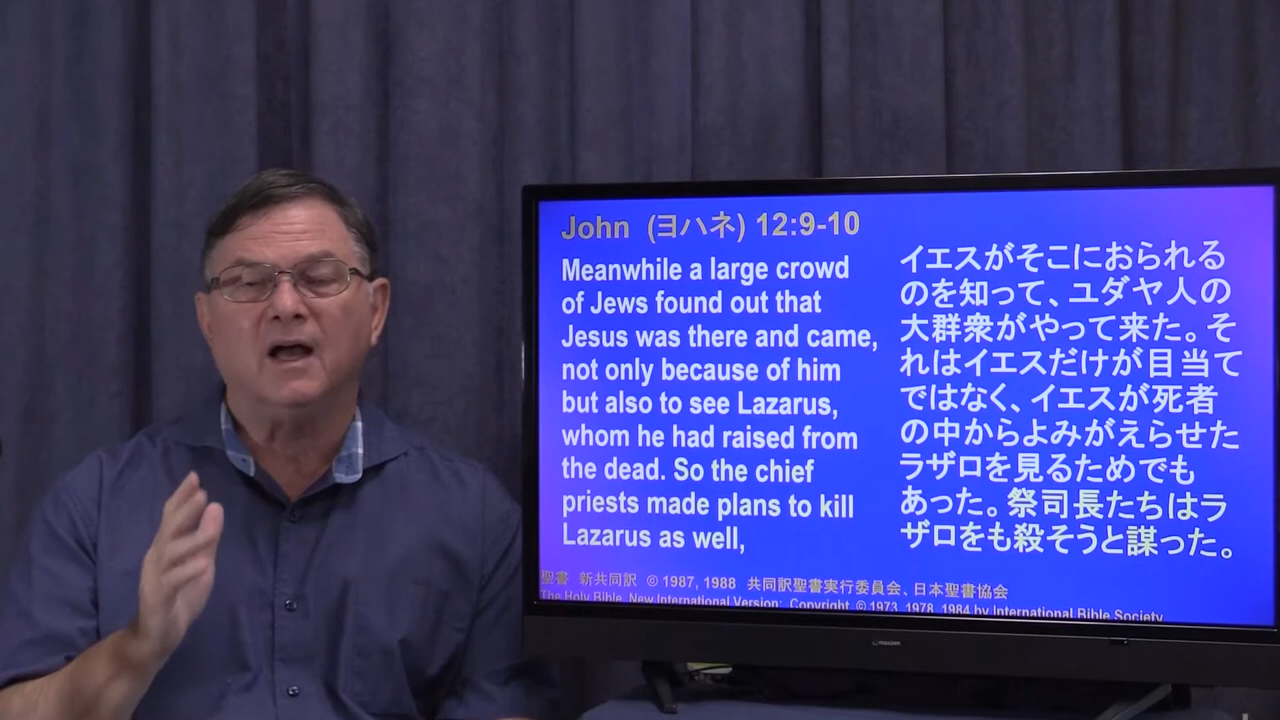 John (ヨハネ) 12:9-10
Meanwhile a large crowd
of Jews found out that
Jesus was there and came,
not only because of him
but also to see Lazarus,
whom he had raised from
the dead. So the chief
priests made plans to kill
Lazarus as well,
イエスがそこにおられる
のを知って、ユダヤ人の
大群衆がやって来た。そ
れはイエスだけが目当て
ではなく、イエスが死者
の中からよみがえらせた
ラザロを見るためでも
あった。祭司長たちはラ
ザロをも殺そうと謀った。
聖書 新共同訳 © 1987, 1988 共同訳聖書実行委員会、日本聖書協会
The Holy Bible, New International Version: Copyright © 1973, 1978, 1984 by International Bible Society